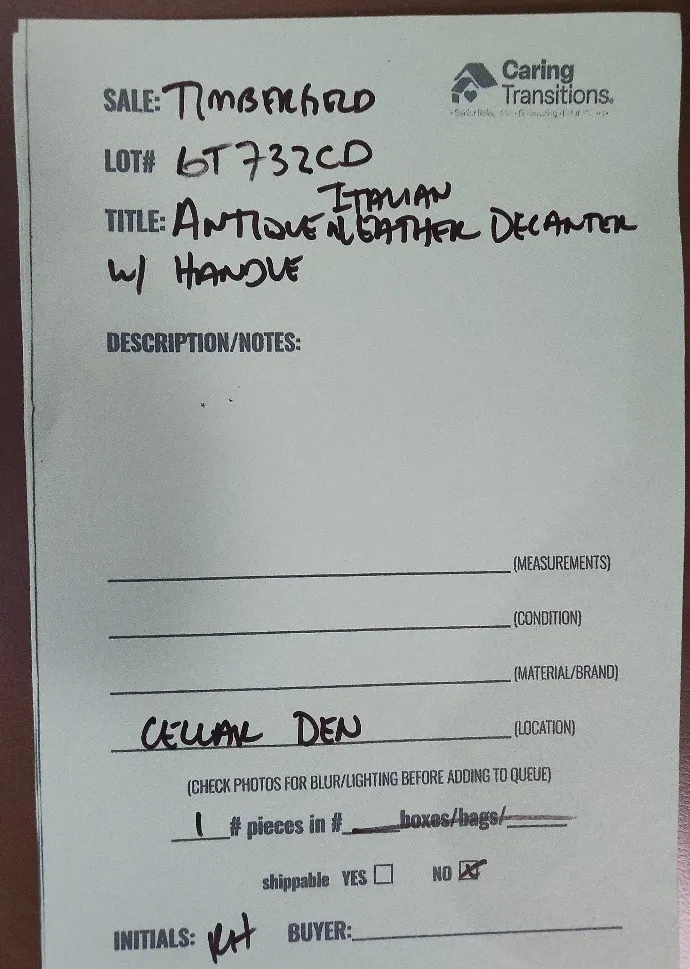 Caring
Transitions.
SALE: TIMBERFIELD
LOT# 6T732CD
ITALIAN
TITLE: ANTIQUE LEATHER DECANTER
W/ HANDLE
DESCRIPTION/NOTES:
(MEASUREMENTS)
(CONDITION)
(MATERIAL/BRAND)
CELLAR DEN (LOCATION)
(CHECK PHOTOS FOR BLUR/LIGHTING BEFORE ADDING TO QUEUE)
1 # pieces in # boxes/bags/
shippable YES ☐ NO ☒
INITIALS: RH BUYER: